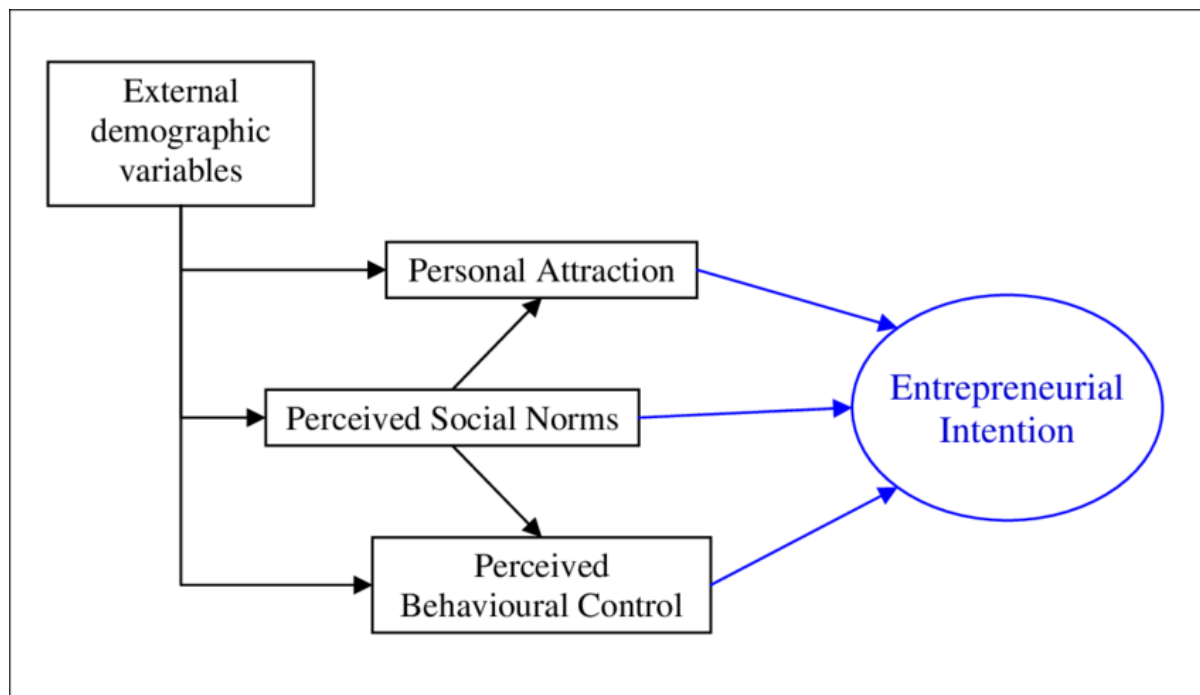 External
demographic
variables
Personal Attraction
Perceived Social Norms
Entrepreneurial
Intention
Perceived
Behavioural Control